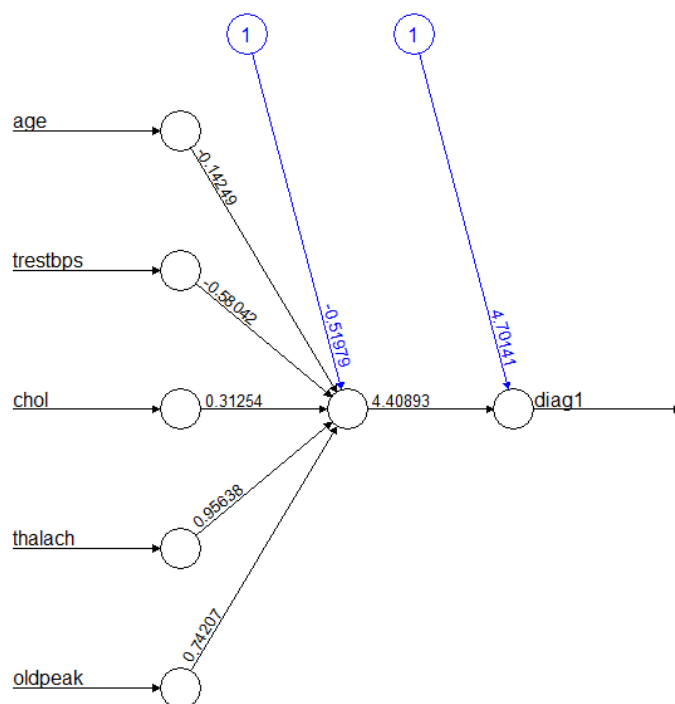 1 1
age
-0.14249
trestbps
-0.58042
-0.51979
4.70141
chol
0.31254
4.40893
diag1
thalach
0.95638
oldpeak
0.74207